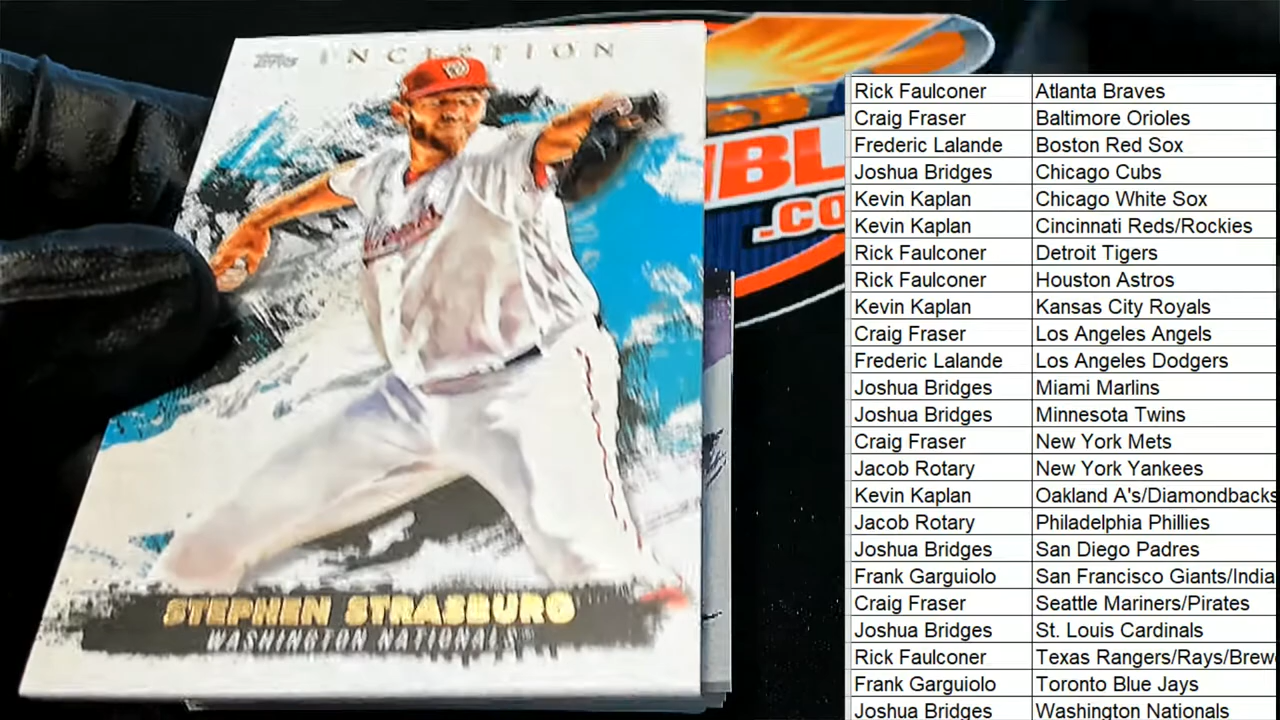 topps INCEPTION
STEPHEN STRASBURG
WASHINGTON NATIONALS®
.CO
Rick Faulconer Atlanta Braves
Craig Fraser Baltimore Orioles
Frederic Lalande Boston Red Sox
Joshua Bridges Chicago Cubs
Kevin Kaplan Chicago White Sox
Kevin Kaplan Cincinnati Reds/Rockies
Rick Faulconer Detroit Tigers
Rick Faulconer Houston Astros
Kevin Kaplan Kansas City Royals
Craig Fraser Los Angeles Angels
Frederic Lalande Los Angeles Dodgers
Joshua Bridges Miami Marlins
Joshua Bridges Minnesota Twins
Craig Fraser New York Mets
Jacob Rotary New York Yankees
Kevin Kaplan Oakland A's/Diamondbacks
Jacob Rotary Philadelphia Phillies
Joshua Bridges San Diego Padres
Frank Garguiolo San Francisco Giants/India
Craig Fraser Seattle Mariners/Pirates
Joshua Bridges St. Louis Cardinals
Rick Faulconer Texas Rangers/Rays/Brew
Frank Garguiolo Toronto Blue Jays
Joshua Bridges Washington Nationals